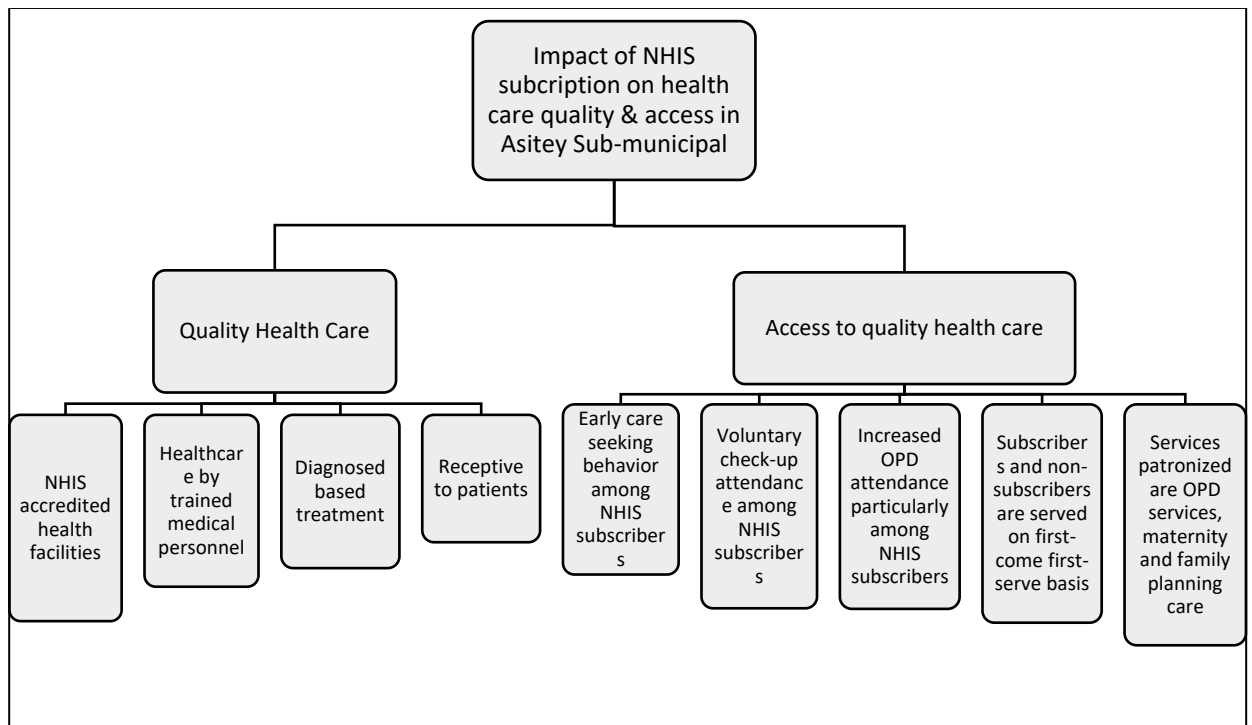 Impact of NHIS
subcription on health
care quality & access in
Asitey Sub-municipal
Quality Health Care
Access to quality health care
NHIS
accredited
health
facilities
Healthcar
e by
trained
medical
personnel
Diagnosed
based
treatment
Receptive
to patients
Early care
seeking
behavior
among
NHIS
subscriber
s
Voluntary
check-up
attendanc
e among
NHIS
subscriber
s
Increased
OPD
attendance
particularly
among
NHIS
subscribers
Subscriber
s and non-
subscribers
are served
on first-
come first-
serve basis
Services
patronized
are OPD
services,
maternity
and family
planning
care